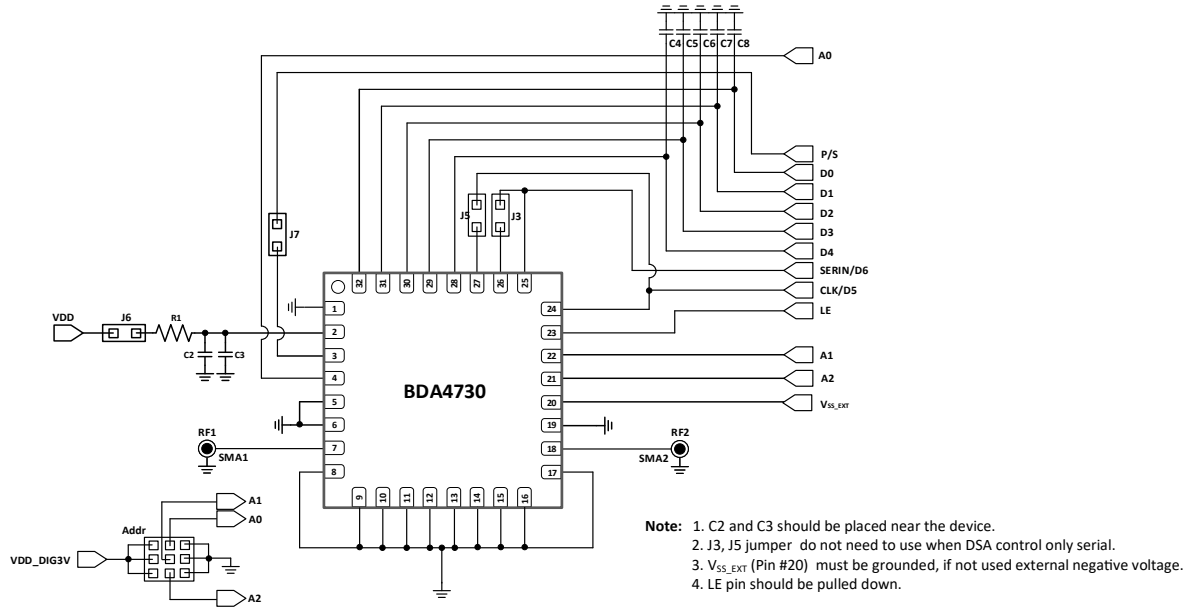 C4 C5 C6 C7 C8
A0
P/S
D0
D1
D2
D3
D4
J5 J3
J7
SERIN/D6
CLK/D5
LE
32 31 30 29 28 27 26 25
VDD J6 R1
C2 C3
1 24
2 23
3 22 A1
4 21 A2
BDA4730
5 20 VSS_EXT
6 19
RF1 7 18 RF2
SMA1 SMA2
8 17
9 10 11 12 13 14 15 16
Addr A1
A0
VDD_DIG3V
A2
Note: 1. C2 and C3 should be placed near the device.
2. J3, J5 jumper do not need to use when DSA control only serial.
3. VSS_EXT (Pin #20) must be grounded, if not used external negative voltage.
4. LE pin should be pulled down.